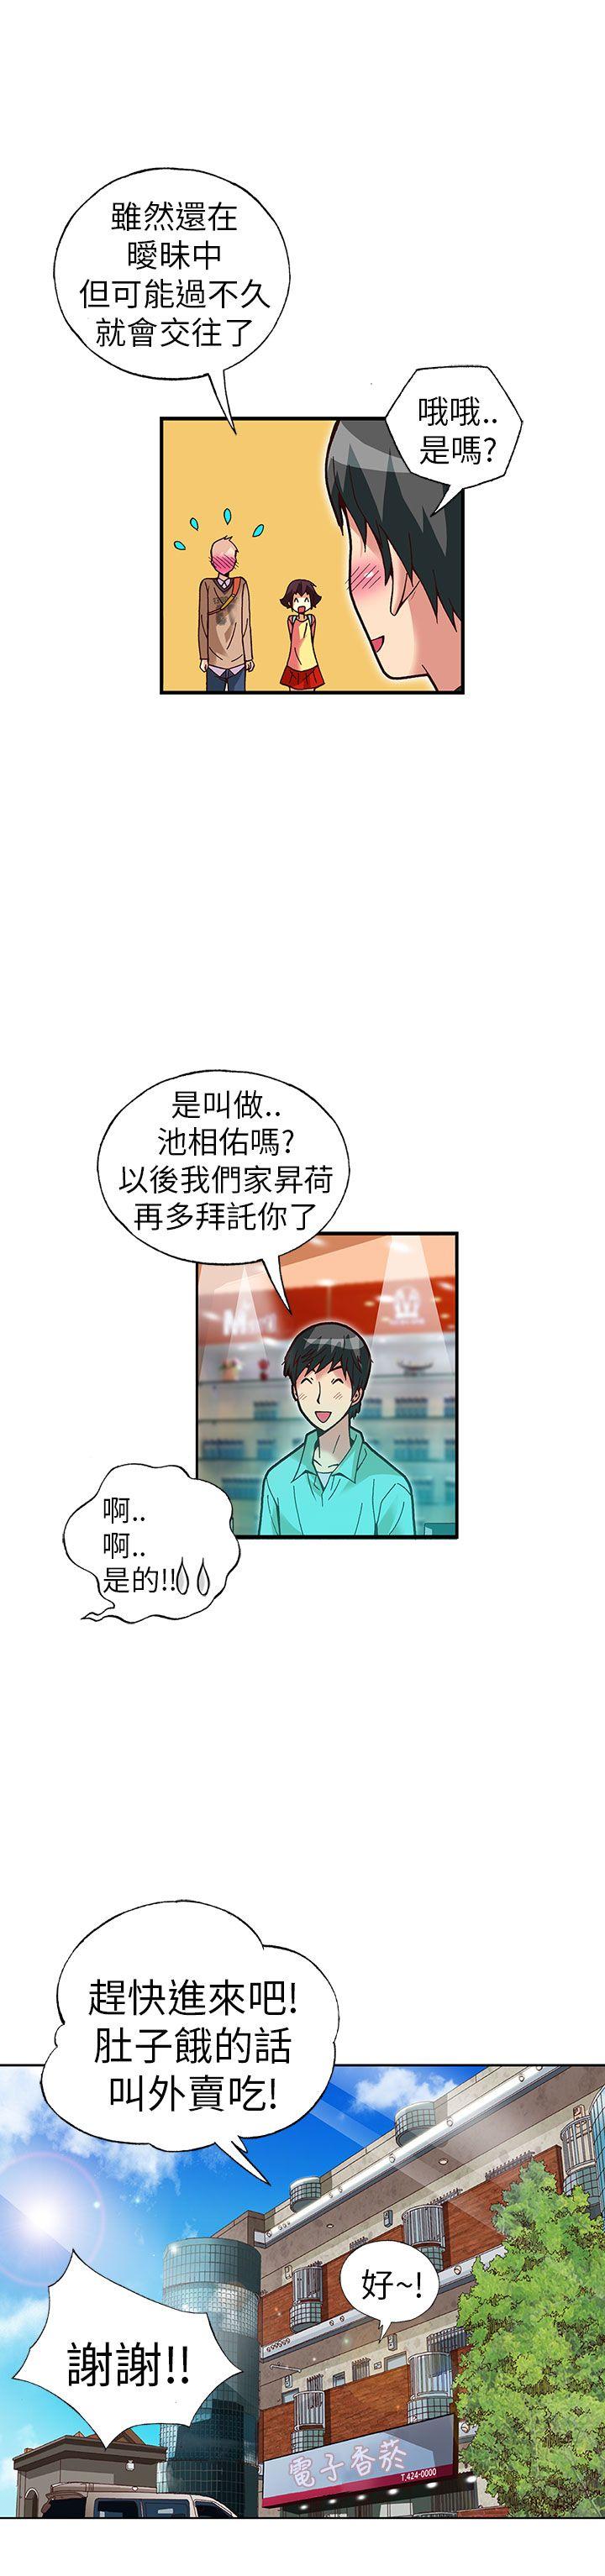 雖然還在
曖昧中
但可能過不久
就會交往了
哦哦..
是嗎?
是叫做..
池相佑嗎?
以後我們家昇荷
再多拜託你了
啊..
啊..
是的!!
趕快進來吧!
肚子餓的話
叫外賣吃!
好~!
謝謝!!
電子香菸
T.424-0000